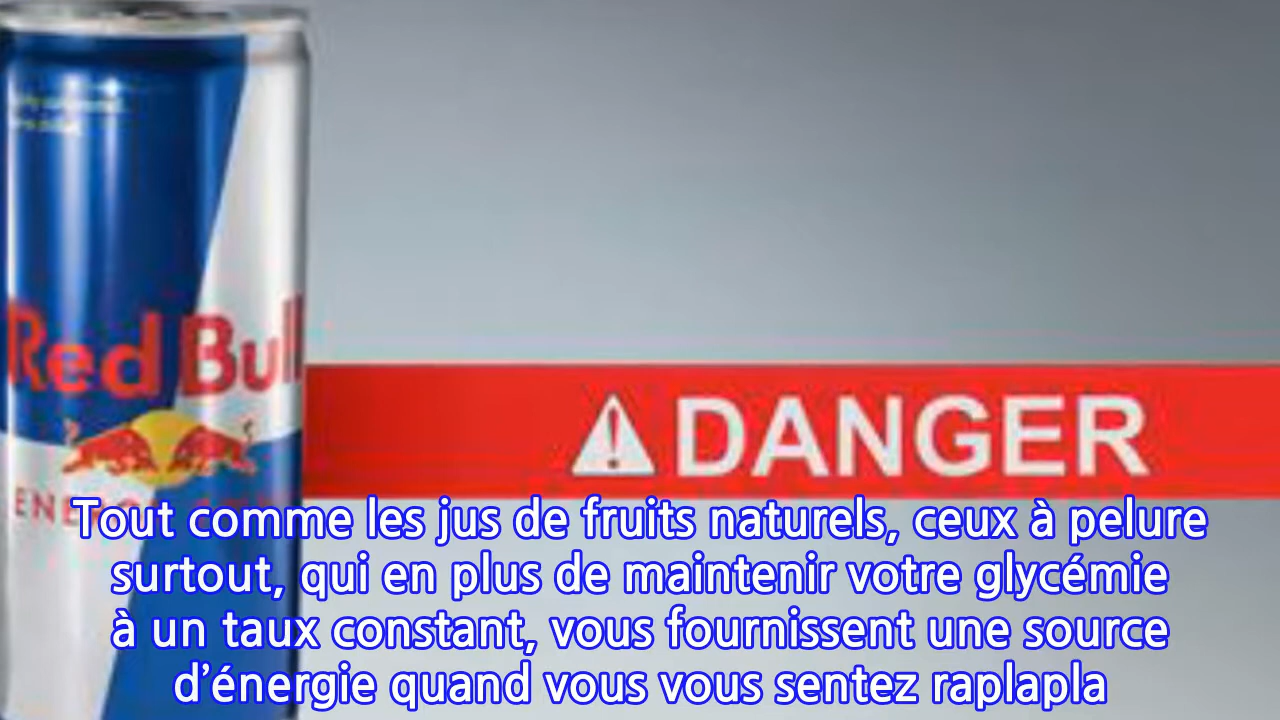 Red Bull
DANGER
ENERGY
Tout comme les jus de fruits naturels, ceux à pelure
surtout, qui en plus de maintenir votre glycémie
à un taux constant, vous fournissent une source
d'énergie quand vous vous sentez raplapla